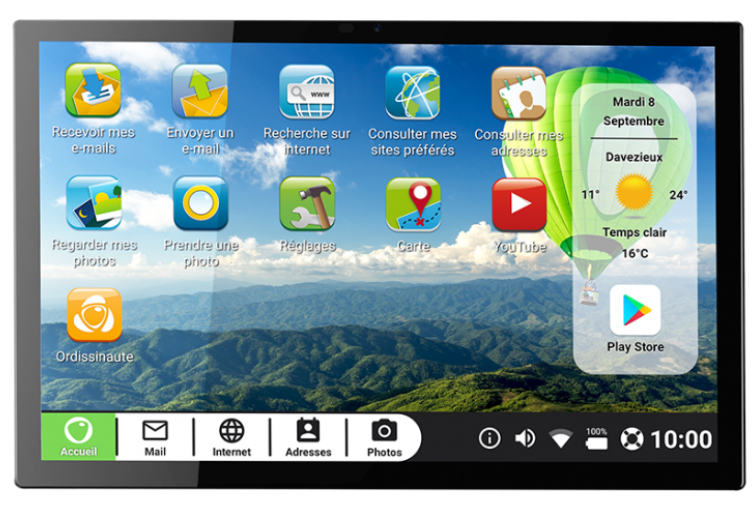 Recevoir mes
e-mails
Envoyer un
e-mail
www
Recherche sur
internet
Consulter mes
sites préférés
Consulter mes
adresses
Regarder mes
photos
Prendre une
photo
Réglages
Carte
YouTube
Ordissinaute
Mardi 8
Septembre
Davezieux
11° 24°
Temps clair
16°C
Play Store
Accueil
Mail
Internet
Adresses
Photos
100%
10:00